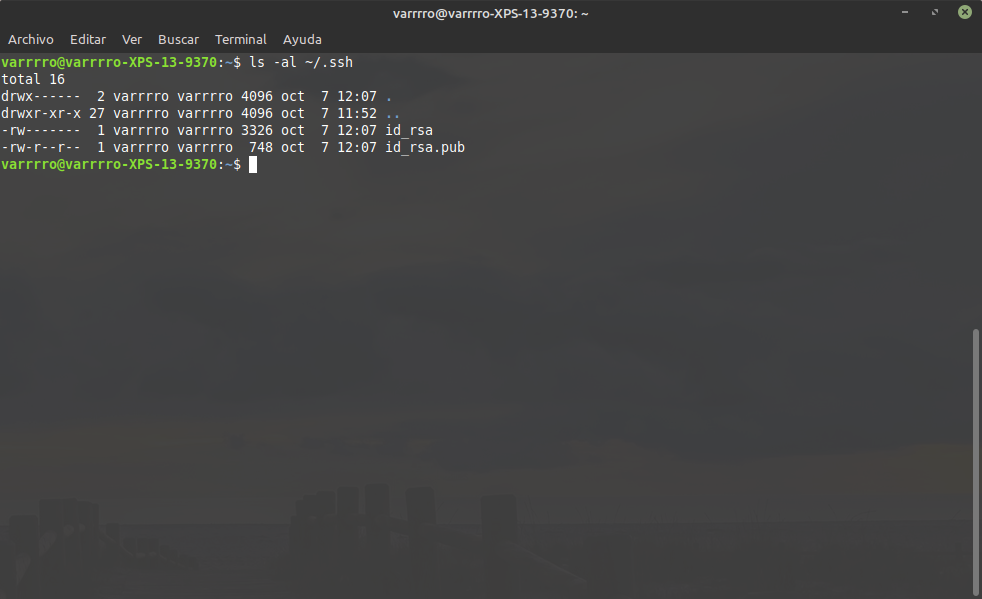 varrrro@varrrro-XPS-13-9370: ~
Archivo Editar Ver Buscar Terminal Ayuda
varrrro@varrrro-XPS-13-9370:~$ ls -al ~/.ssh
total 16
drwx------  2 varrrro varrrro 4096 oct  7 12:07 .
drwxr-xr-x 27 varrrro varrrro 4096 oct  7 11:52 ..
-rw-------  1 varrrro varrrro 3326 oct  7 12:07 id_rsa
-rw-r--r--  1 varrrro varrrro  748 oct  7 12:07 id_rsa.pub
varrrro@varrrro-XPS-13-9370:~$